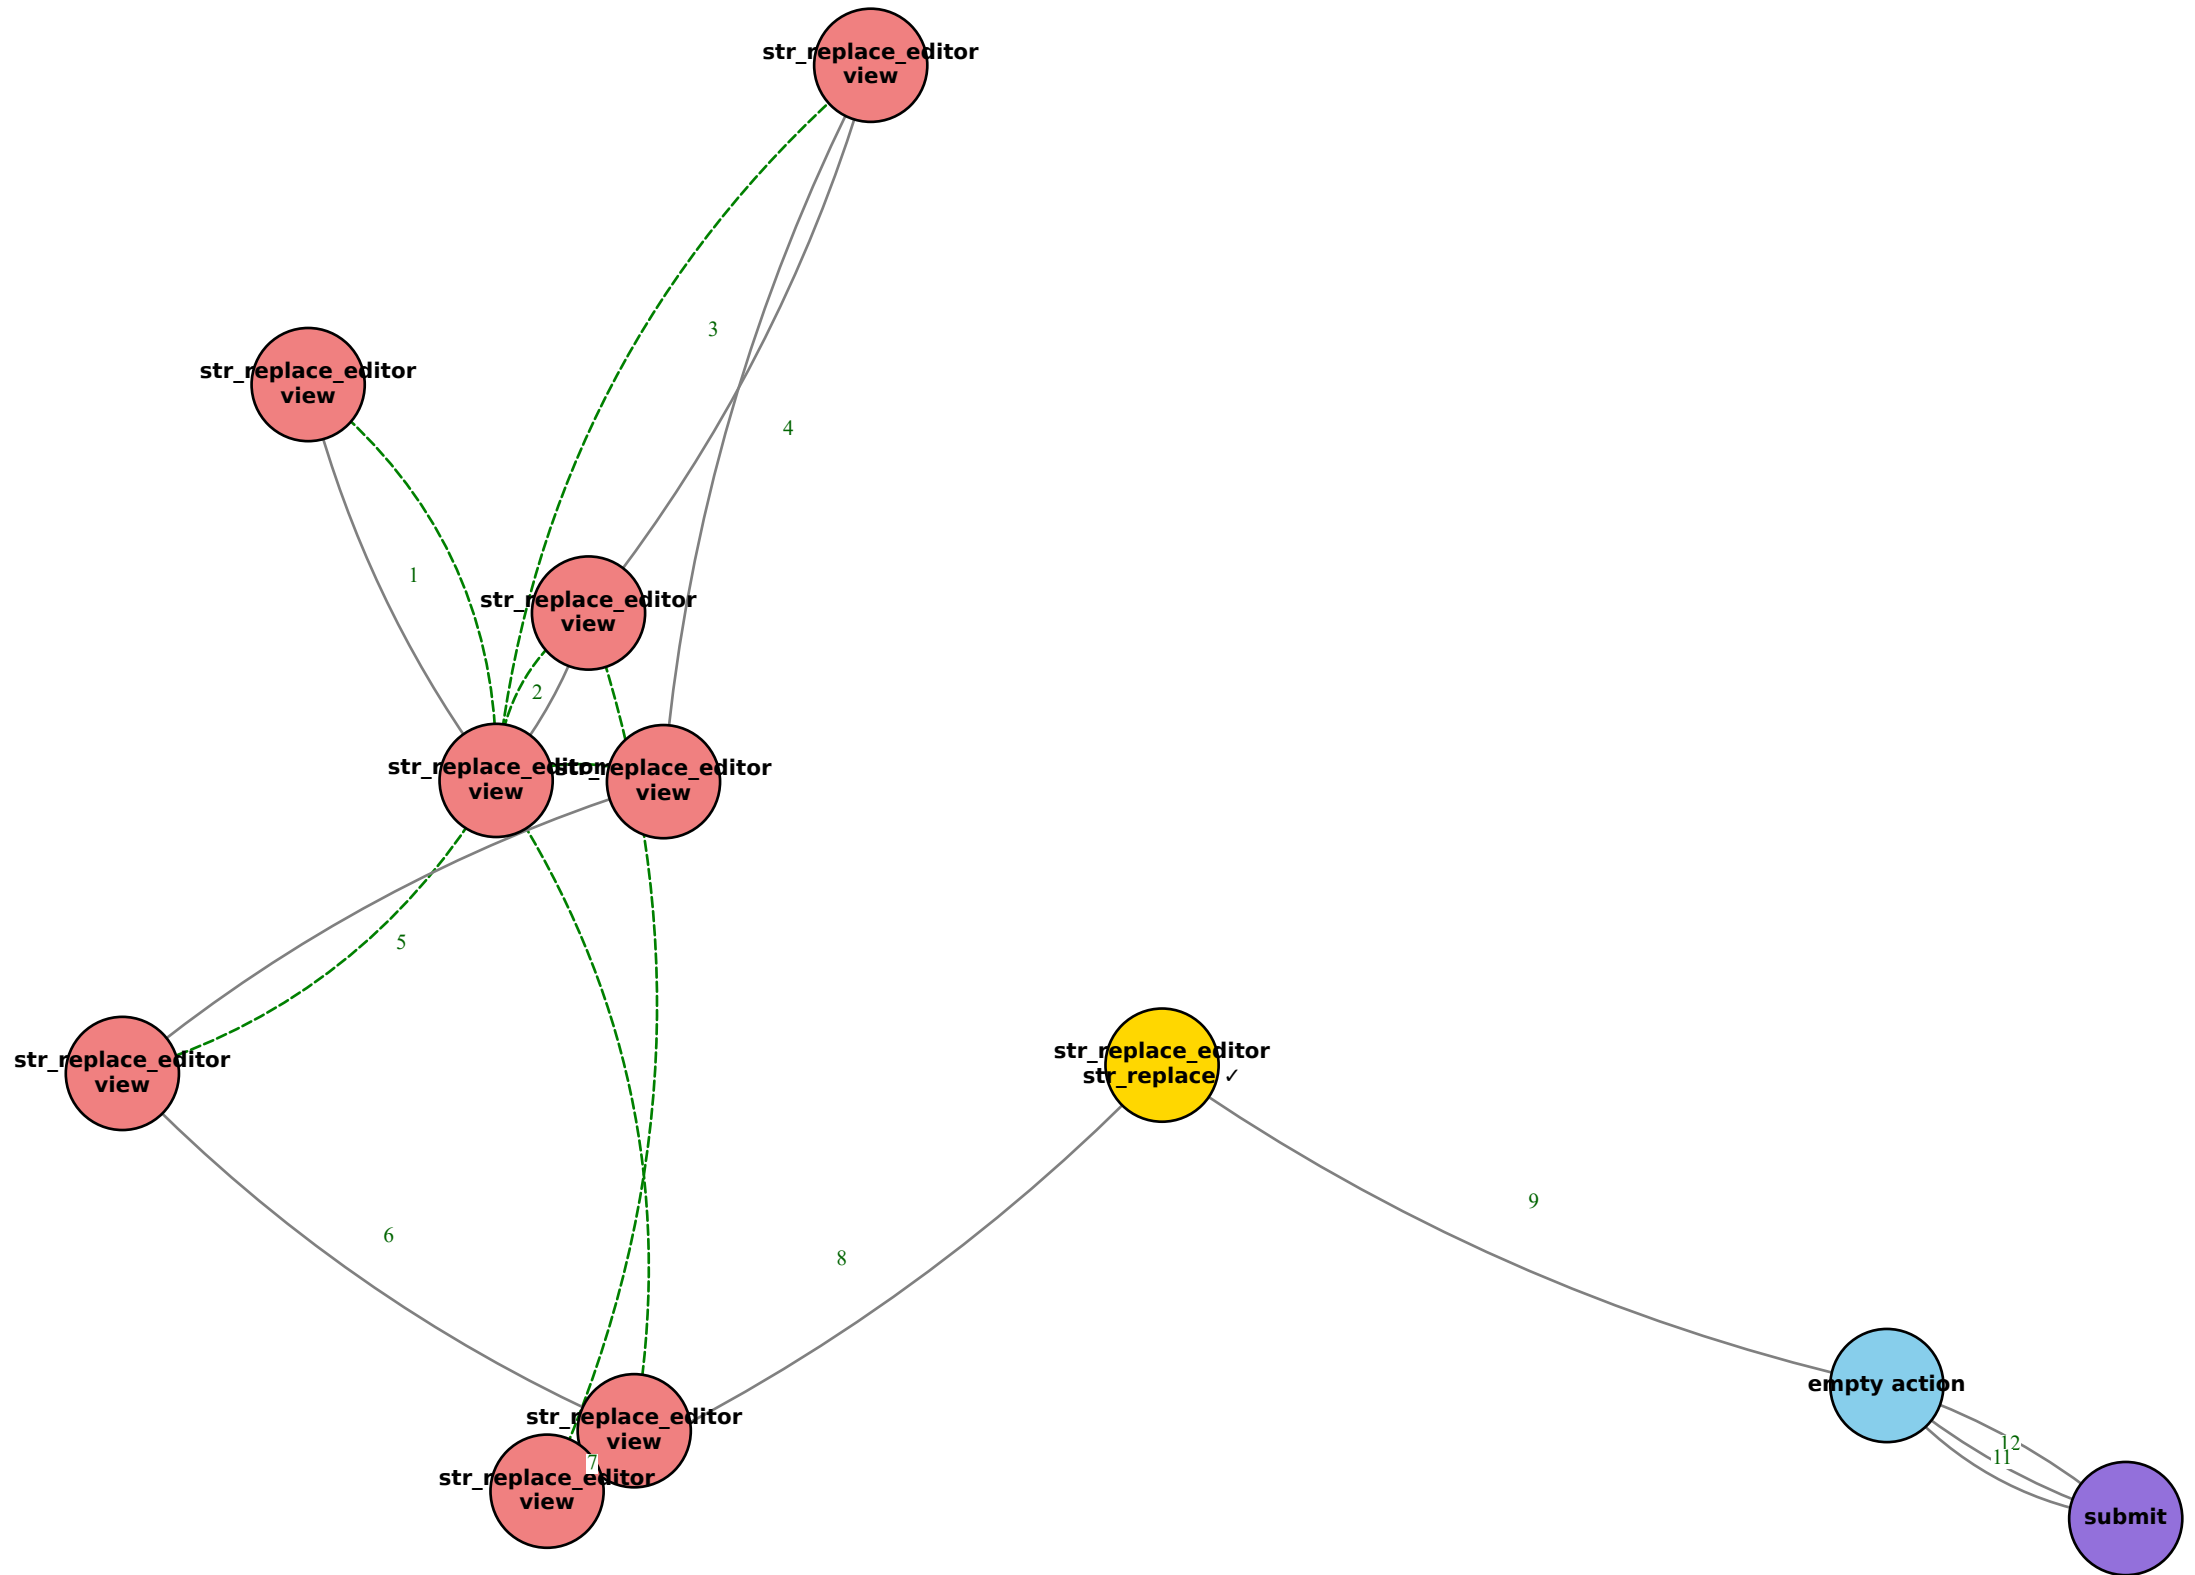 str_replace_editor
view
3
4
str_replace_editor
view
1
str_replace_editor
view
2
str_replace_editor
view
str_replace_editor
view
5
str_replace_editor
view
str_replace_editor
str_replace ✓
9
6
8
empty action
str_replace_editor
view
7
str_replace_editor
view
12
11
submit